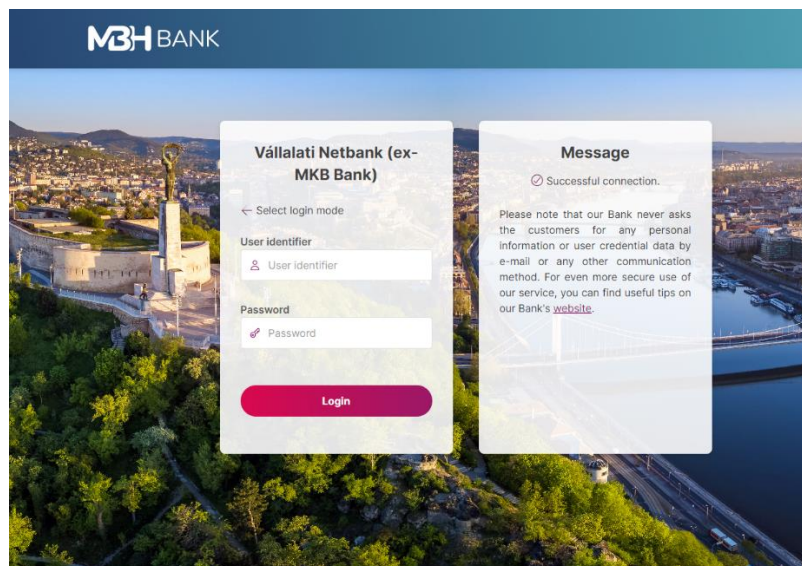 MBH BANK
Vállalati Netbank (ex-
MKB Bank)
← Select login mode
User identifier
User identifier
Password
Password
Login
Message
Successful connection.
Please note that our Bank never asks
the customers for any personal
information or user credential data by
e-mail or any other communication
method. For even more secure use of
our service, you can find useful tips on
our Bank's website.